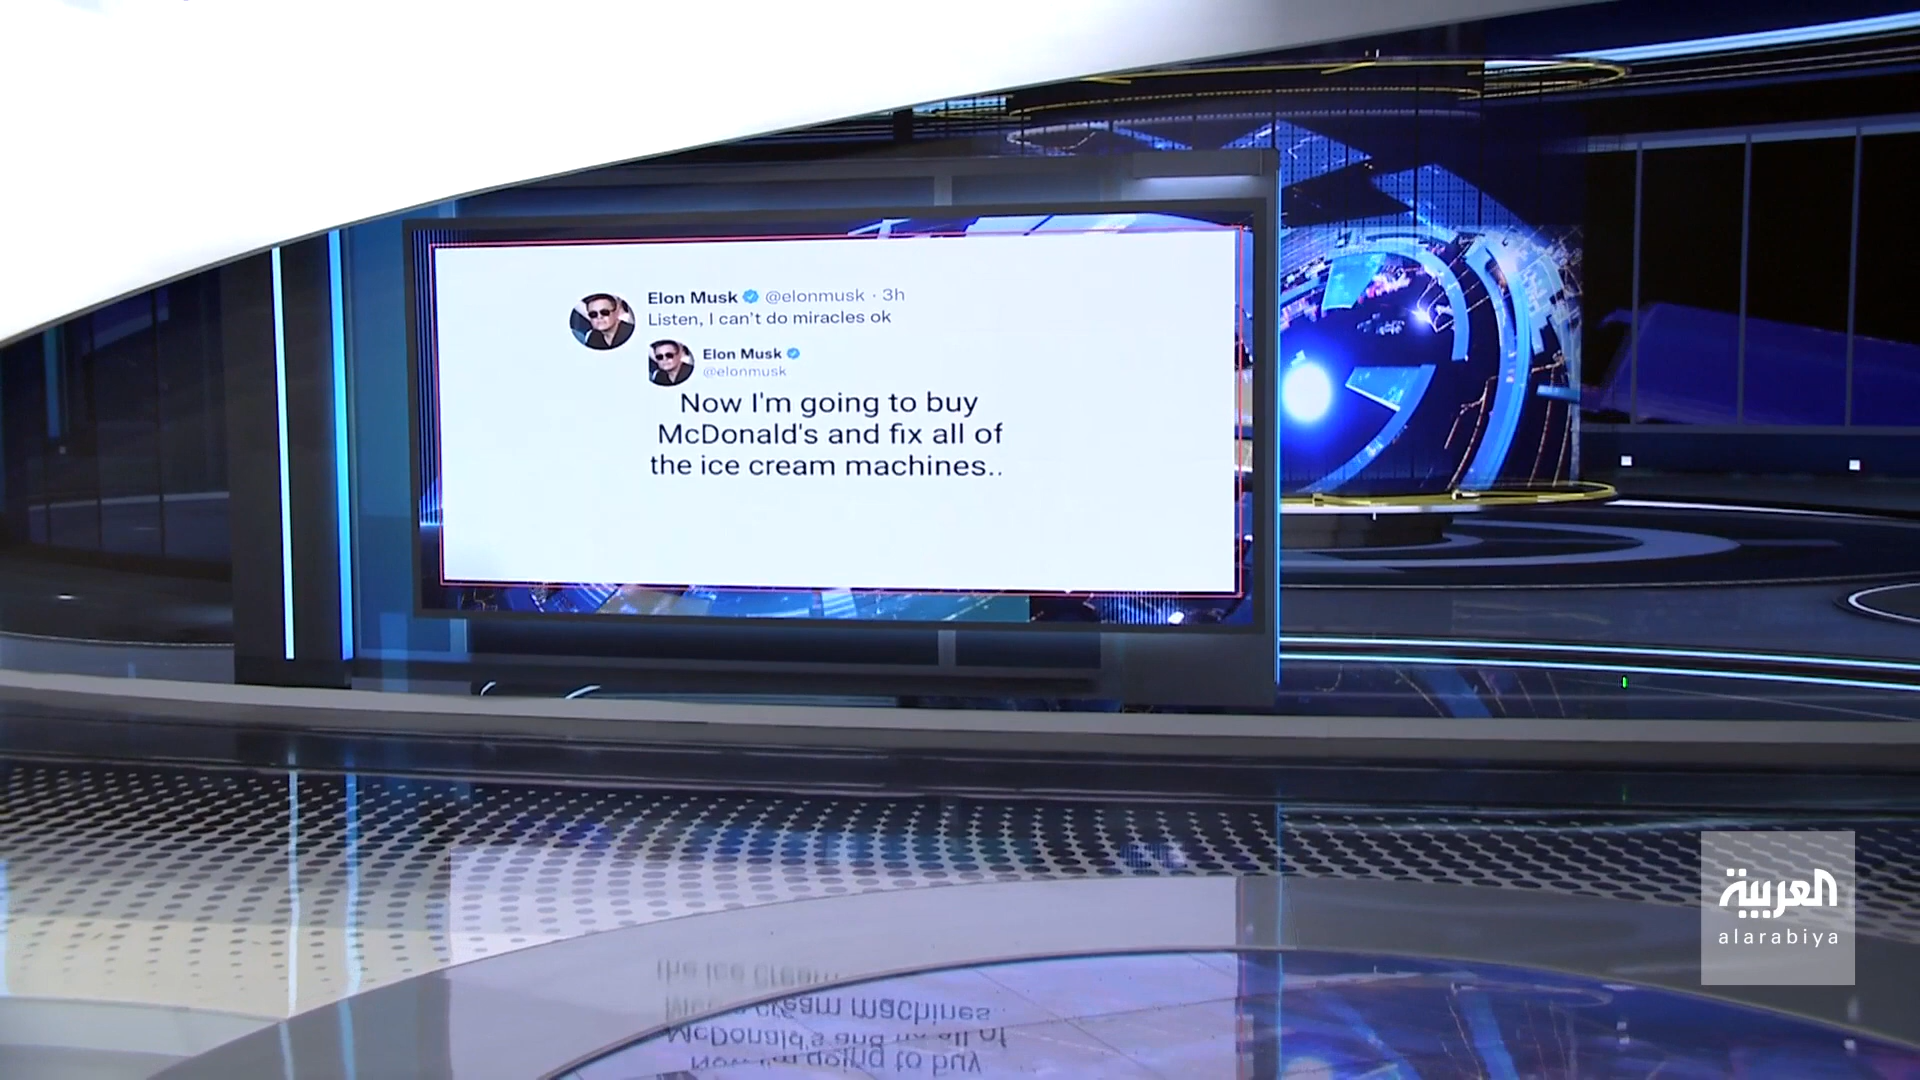 Elon Musk @elonmusk · 3h
Listen, I can't do miracles ok
Elon Musk
@elonmusk
Now I'm going to buy
McDonald's and fix all of
the ice cream machines..
العربية
alarabiya